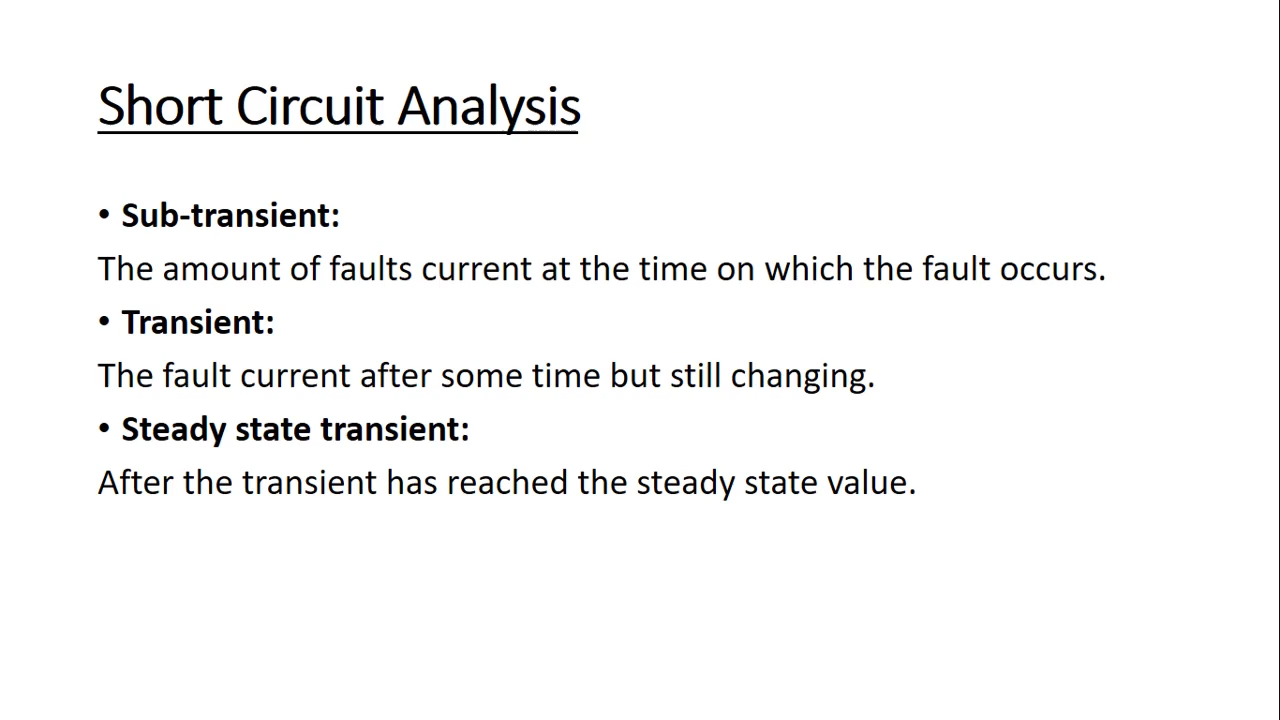 Short Circuit Analysis
• Sub-transient:
The amount of faults current at the time on which the fault occurs.
• Transient:
The fault current after some time but still changing.
• Steady state transient:
After the transient has reached the steady state value.